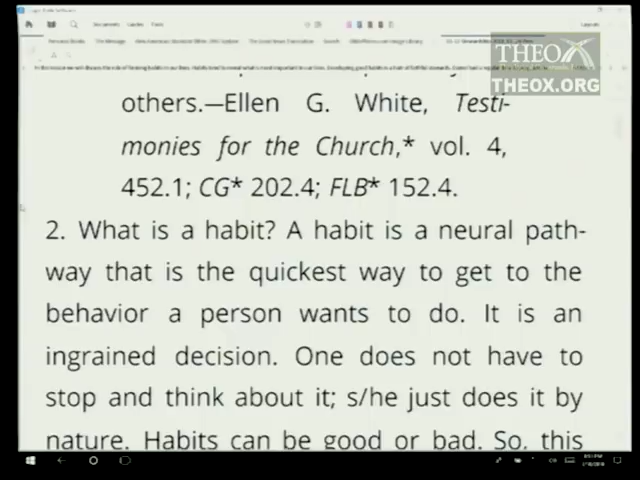 THEOX
THEOX.ORG
others.—Ellen G. White, Testi-
monies for the Church,* vol. 4,
452.1; CG* 202.4; FLB* 152.4.
2. What is a habit? A habit is a neural path-
way that is the quickest way to get to the
behavior a person wants to do. It is an
ingrained decision. One does not have to
stop and think about it; s/he just does it by
nature. Habits can be good or bad. So, this